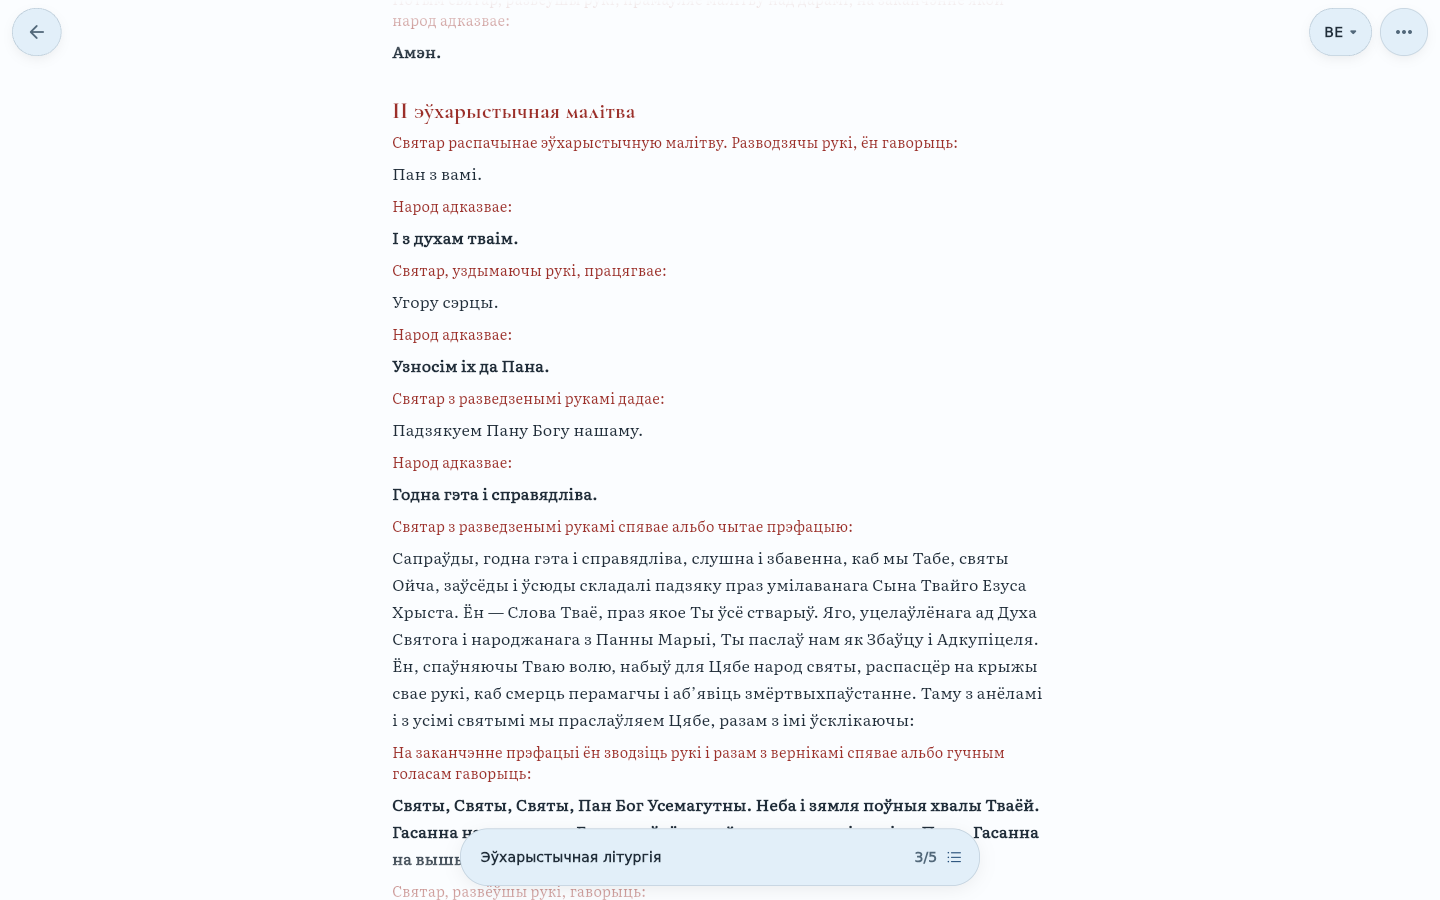 народ адказвае:
Амэн.
BE
II эўхарыстычная малітва
Святар распачынае эўхарыстычную малітву. Разводзячы рукі, ён гаворыць:
Пан з вамі.
Народ адказвае:
І з духам тваім.
Святар, уздымаючы рукі, працягвае:
Угору сэрцы.
Народ адказвае:
Узносім іх да Пана.
Святар з разведзенымі рукамі дадае:
Падзякуем Пану Богу нашаму.
Народ адказвае:
Годна гэта і справядліва.
Святар з разведзенымі рукамі спявае альбо чытае прэфацыю:
Сапраўды, годна гэта і справядліва, слушна і збавенна, каб мы Табе, святы
Ойча, заўсёды і ўсюды складалі падзяку праз умілаванага Сына Твайго Езуса
Хрыста. Ён — Слова Тваё, праз якое Ты ўсё стварыў. Яго, уцелаўлёнага ад Духа
Святога і народжанага з Панны Марыі, Ты паслаў нам як Збаўцу і Адкупіцеля.
Ён, спаўняючы Тваю волю, набыў для Цябе народ святы, распасцёр на крыжы
свае рукі, каб смерць перамагчы і аб’явіць змёртвыхпаўстанне. Таму з анёламі
і з усімі святымі мы праслаўляем Цябе, разам з імі ўсклікаючы:
На заканчэнне прэфацыі ён зводзіць рукі і разам з вернікамі спявае альбо гучным
голасам гаворыць:
Святы, Святы, Святы, Пан Бог Усемагутны. Неба і зямля поўныя хвалы Тваёй.
Гасанна Гасанна
на
Эўхарыстычная літургія
3/5
Святар, развёўшы рукі, гаворыць: